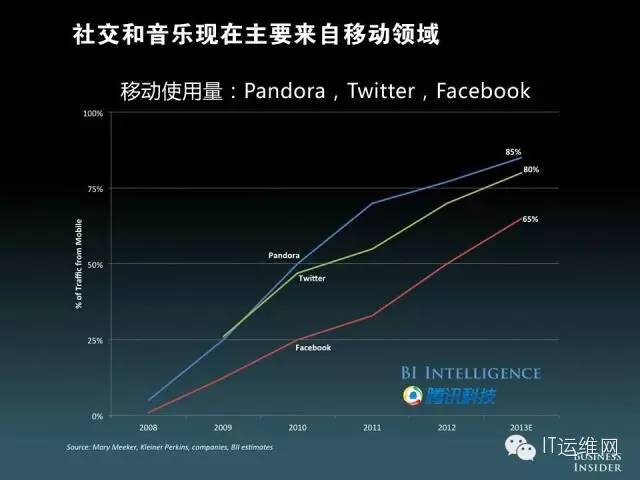 社交和音乐现在主要来自移动领域
移动使用量：Pandora，Twitter，Facebook
100%
75%
50%
25%
0%
% of Traffic from Mobile
85%
80%
65%
Pandora
Twitter
Facebook
BI INTELLIGENCE
腾讯科技
2008 2009 2010 2011 2012 2013E
Source: Mary Meeker, Kleiner Perkins, companies, BII estimates
IT运维网
BUSINESS
INSIDER